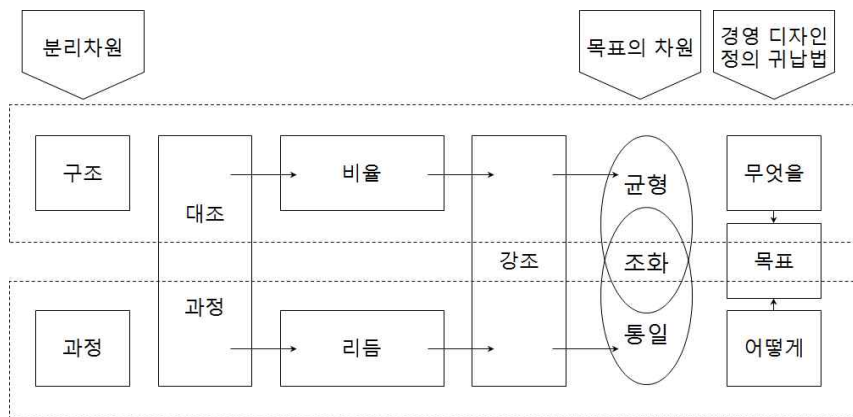 분리차원
목표의 차원
경영 디자인
정의 귀납법
구조
대조
비율
균형
무엇을
강조
조화
목표
과정
과정
리듬
통일
어떻게